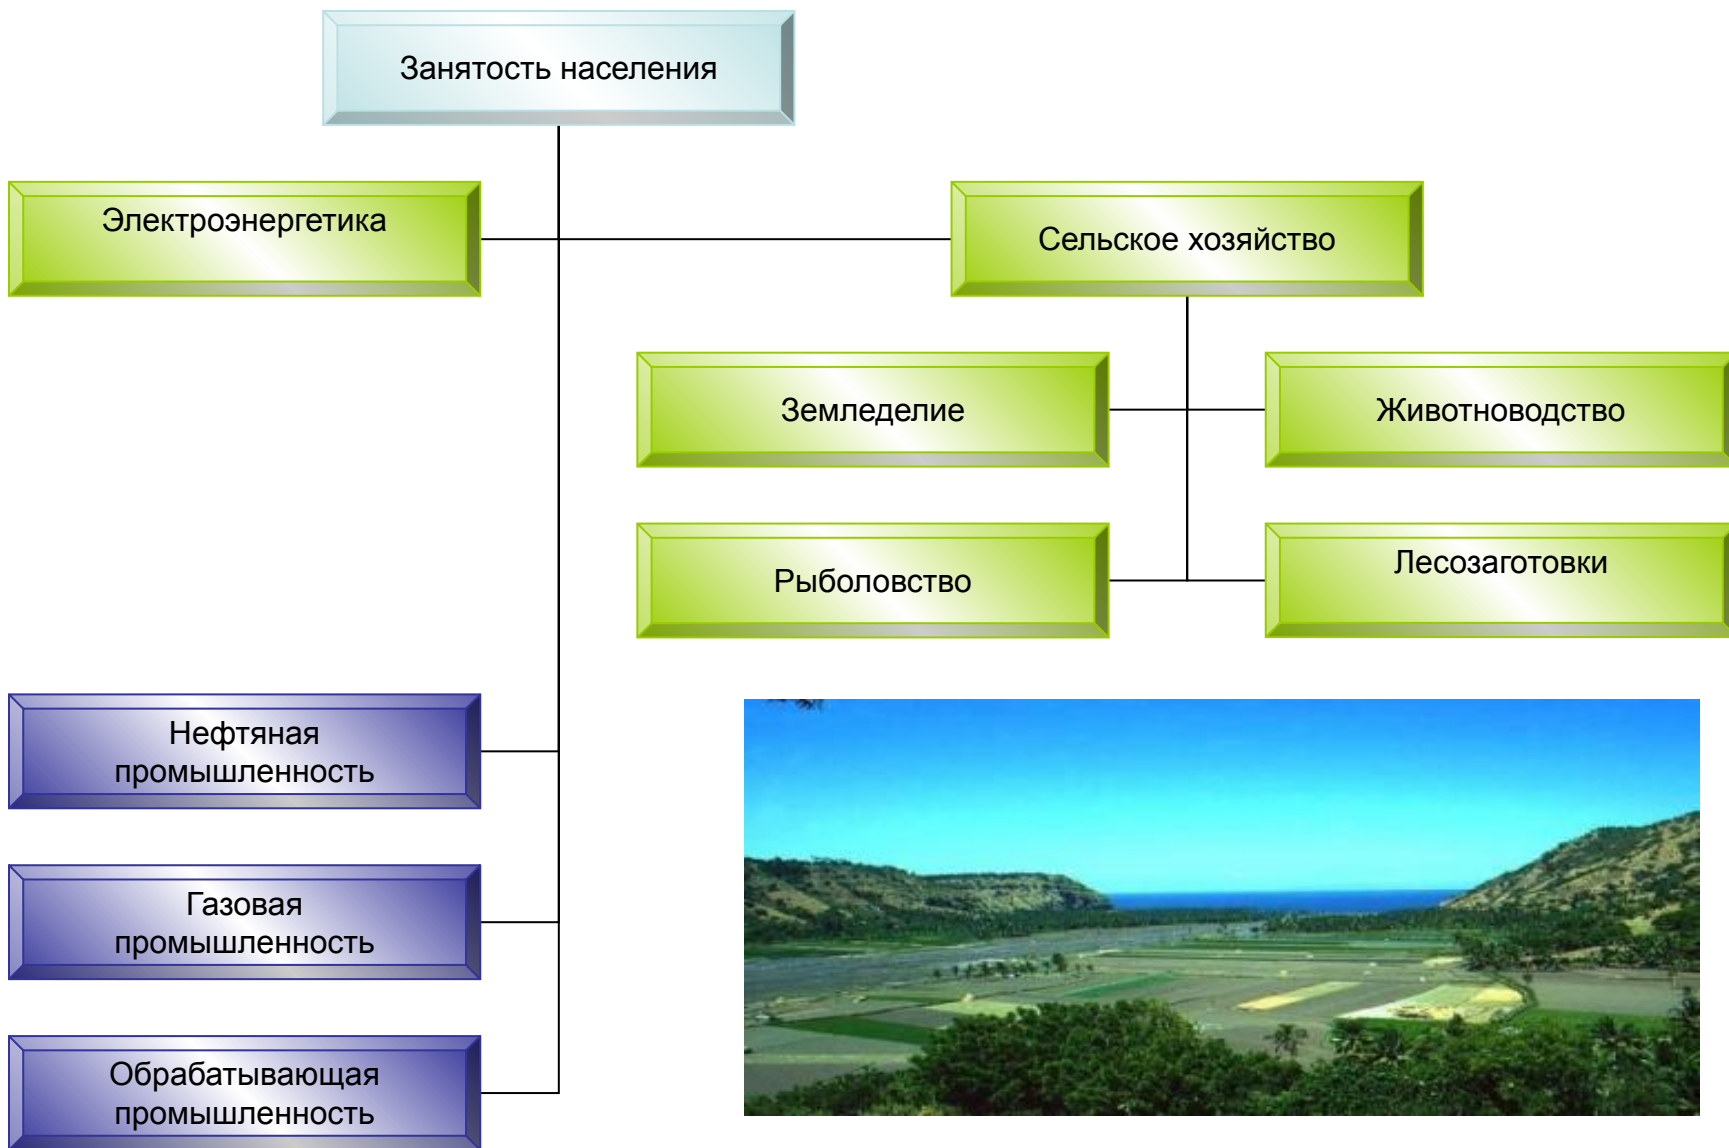 Занятость населения
Электроэнергетика
Сельское хозяйство
Земледелие
Животноводство
Рыболовство
Лесозаготовки
Нефтяная
промышленность
Газовая
промышленность
Обрабатывающая
промышленность